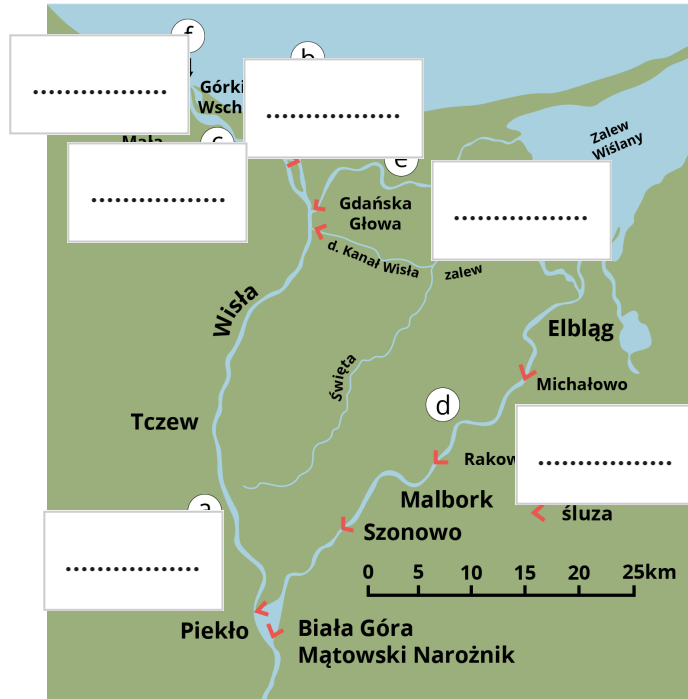 f
.................
b
Górki
Wsch
.................
Mała
c
.................
e
Zalew
Wiślany
.................
Gdańska
Głowa
d. Kanał Wisła
zalew
Wisła
Elbląg
Święta
Michałowo
d
Tczew
.................
Rakow
Malbork
śluza
a
Szonowo
.................
0 5 10 15 20 25km
Piekło
Biała Góra
Mątowski Narożnik